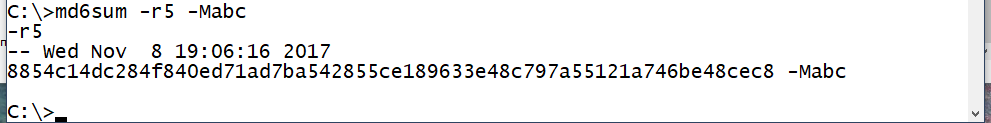 C:\>md6sum -r5 -Mabc
-r5
-- Wed Nov  8 19:06:16 2017
8854c14dc284f840ed71ad7ba542855ce189633e48c797a55121a746be48cec8 -Mabc
C:\>